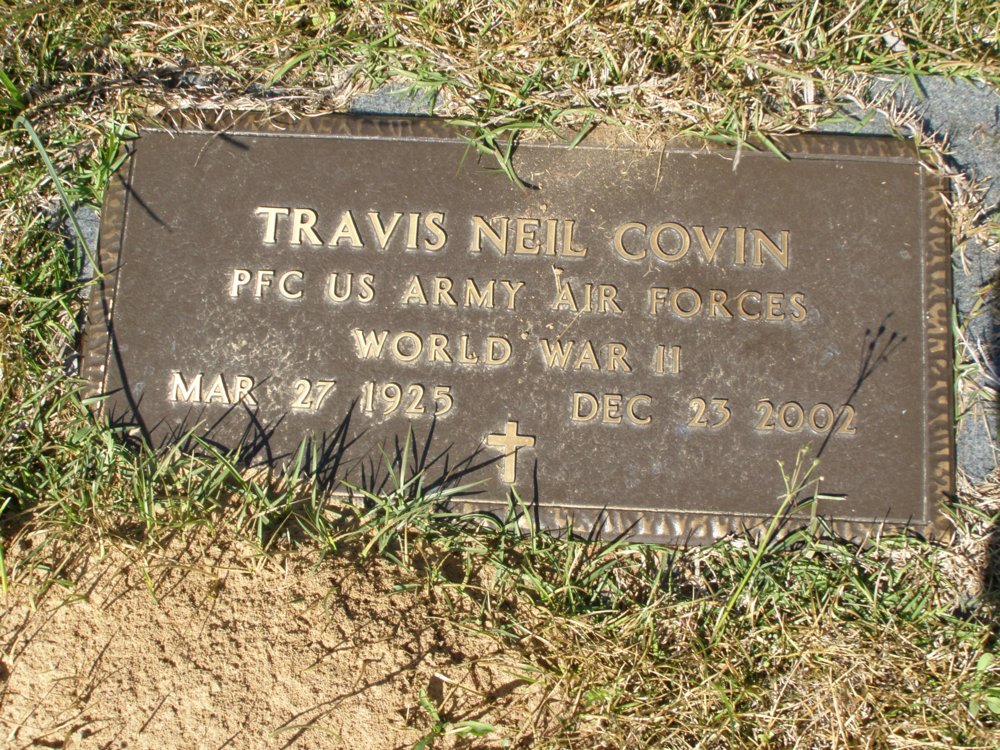 TRAVIS NEIL COVIN
PFC US ARMY AIR FORCES
WORLD WAR II
MAR 27 1925 DEC 23 2002